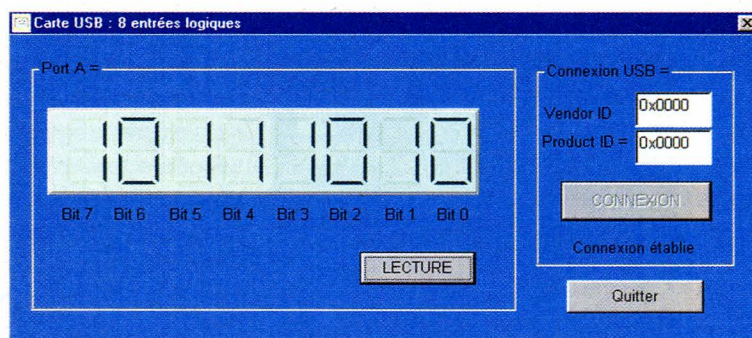 Carte USB : 8 entrées logiques
Port A =
10111010
Bit 7 Bit 6 Bit 5 Bit 4 Bit 3 Bit 2 Bit 1 Bit 0
LECTURE
Connexion USB =
Vendor ID 0x0000
Product ID = 0x0000
CONNEXION
Connexion établie
Quitter